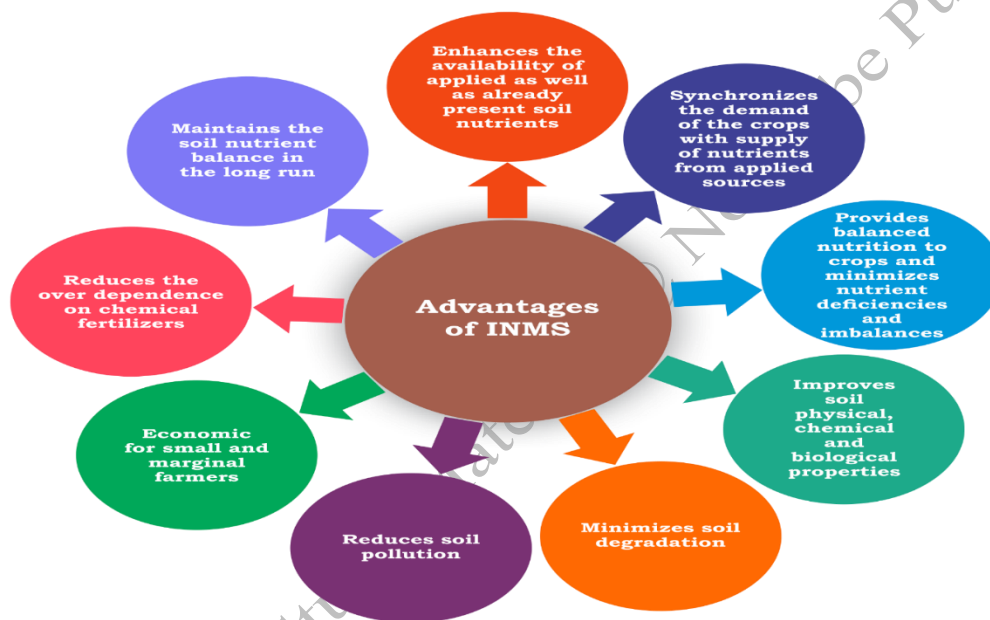 Enhances the
availability of
applied as well
as already
present soil
nutrients
Synchronizes
the demand
of the crops
with supply
of nutrients
from applied
sources
Provides
balanced
nutrition to
crops and
minimizes
nutrient
deficiencies
and
imbalances
Improves
soil
physical,
chemical
and
biological
properties
Minimizes soil
degradation
Reduces soil
pollution
Economic
for small and
marginal
farmers
Reduces the
over dependence
on chemical
fertilizers
Maintains the
soil nutrient
balance in
the long run
Advantages
of INMS